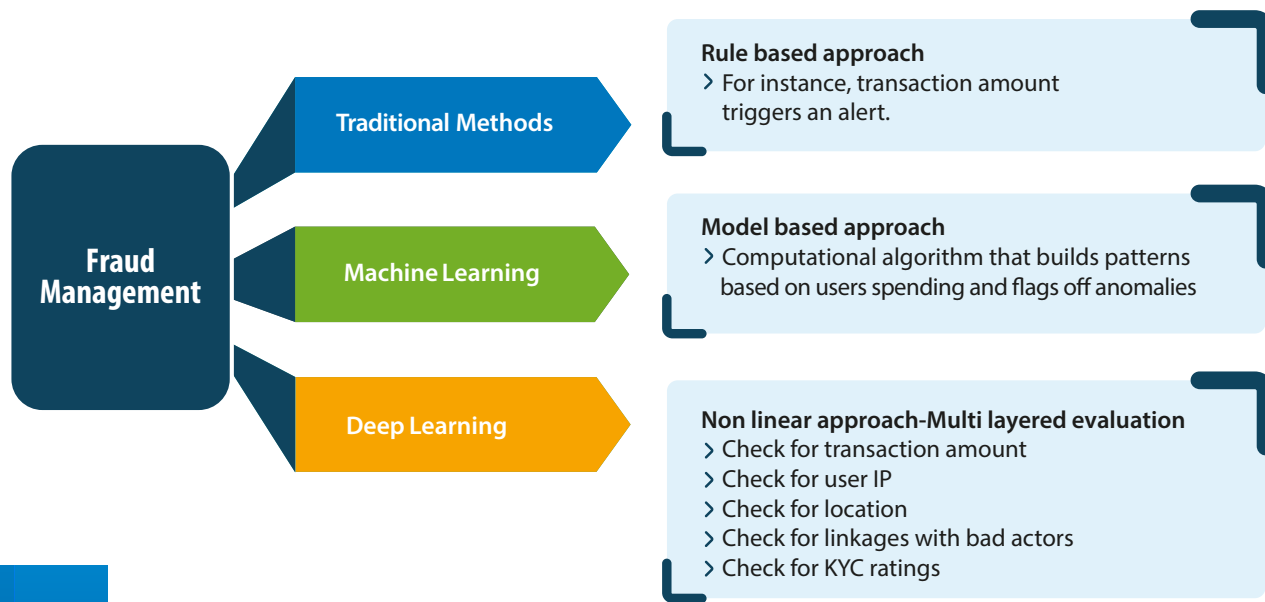 Fraud
Management
Traditional Methods
Rule based approach
> For instance, transaction amount
triggers an alert.
Machine Learning
Model based approach
> Computational algorithm that builds patterns
based on users spending and flags off anomalies
Deep Learning
Non linear approach-Multi layered evaluation
> Check for transaction amount
> Check for user IP
> Check for location
> Check for linkages with bad actors
> Check for KYC ratings